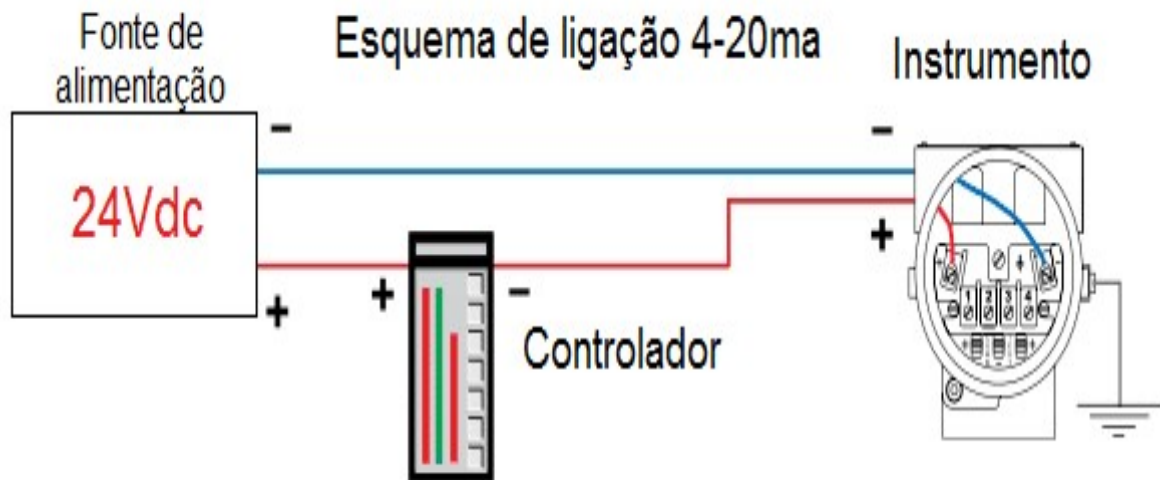 Fonte de
alimentação
Esquema de ligação 4-20ma
Instrumento
24Vdc
−
+
+
−
Controlador
−
+
+
−
1 2 3 4
+
−
+